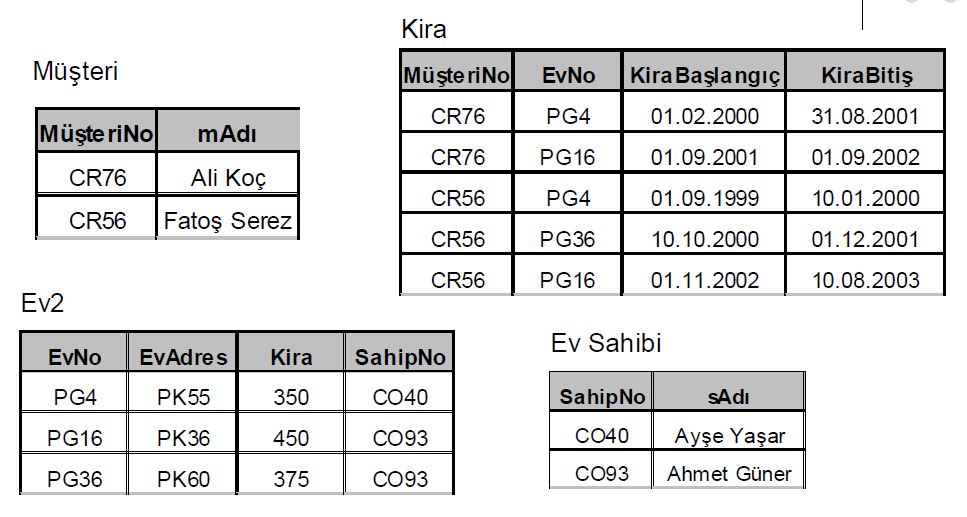 Müşteri
MüşteriNo mAdı
CR76 Ali Koç
CR56 Fatoş Serez
Kira
MüşteriNo EvNo KiraBaşlangıç KiraBitiş
CR76 PG4 01.02.2000 31.08.2001
CR76 PG16 01.09.2001 01.09.2002
CR56 PG4 01.09.1999 10.01.2000
CR56 PG36 10.10.2000 01.12.2001
CR56 PG16 01.11.2002 10.08.2003
Ev2
EvNo EvAdres Kira SahipNo
PG4 PK55 350 CO40
PG16 PK36 450 CO93
PG36 PK60 375 CO93
Ev Sahibi
SahipNo sAdı
CO40 Ayşe Yaşar
CO93 Ahmet Güner